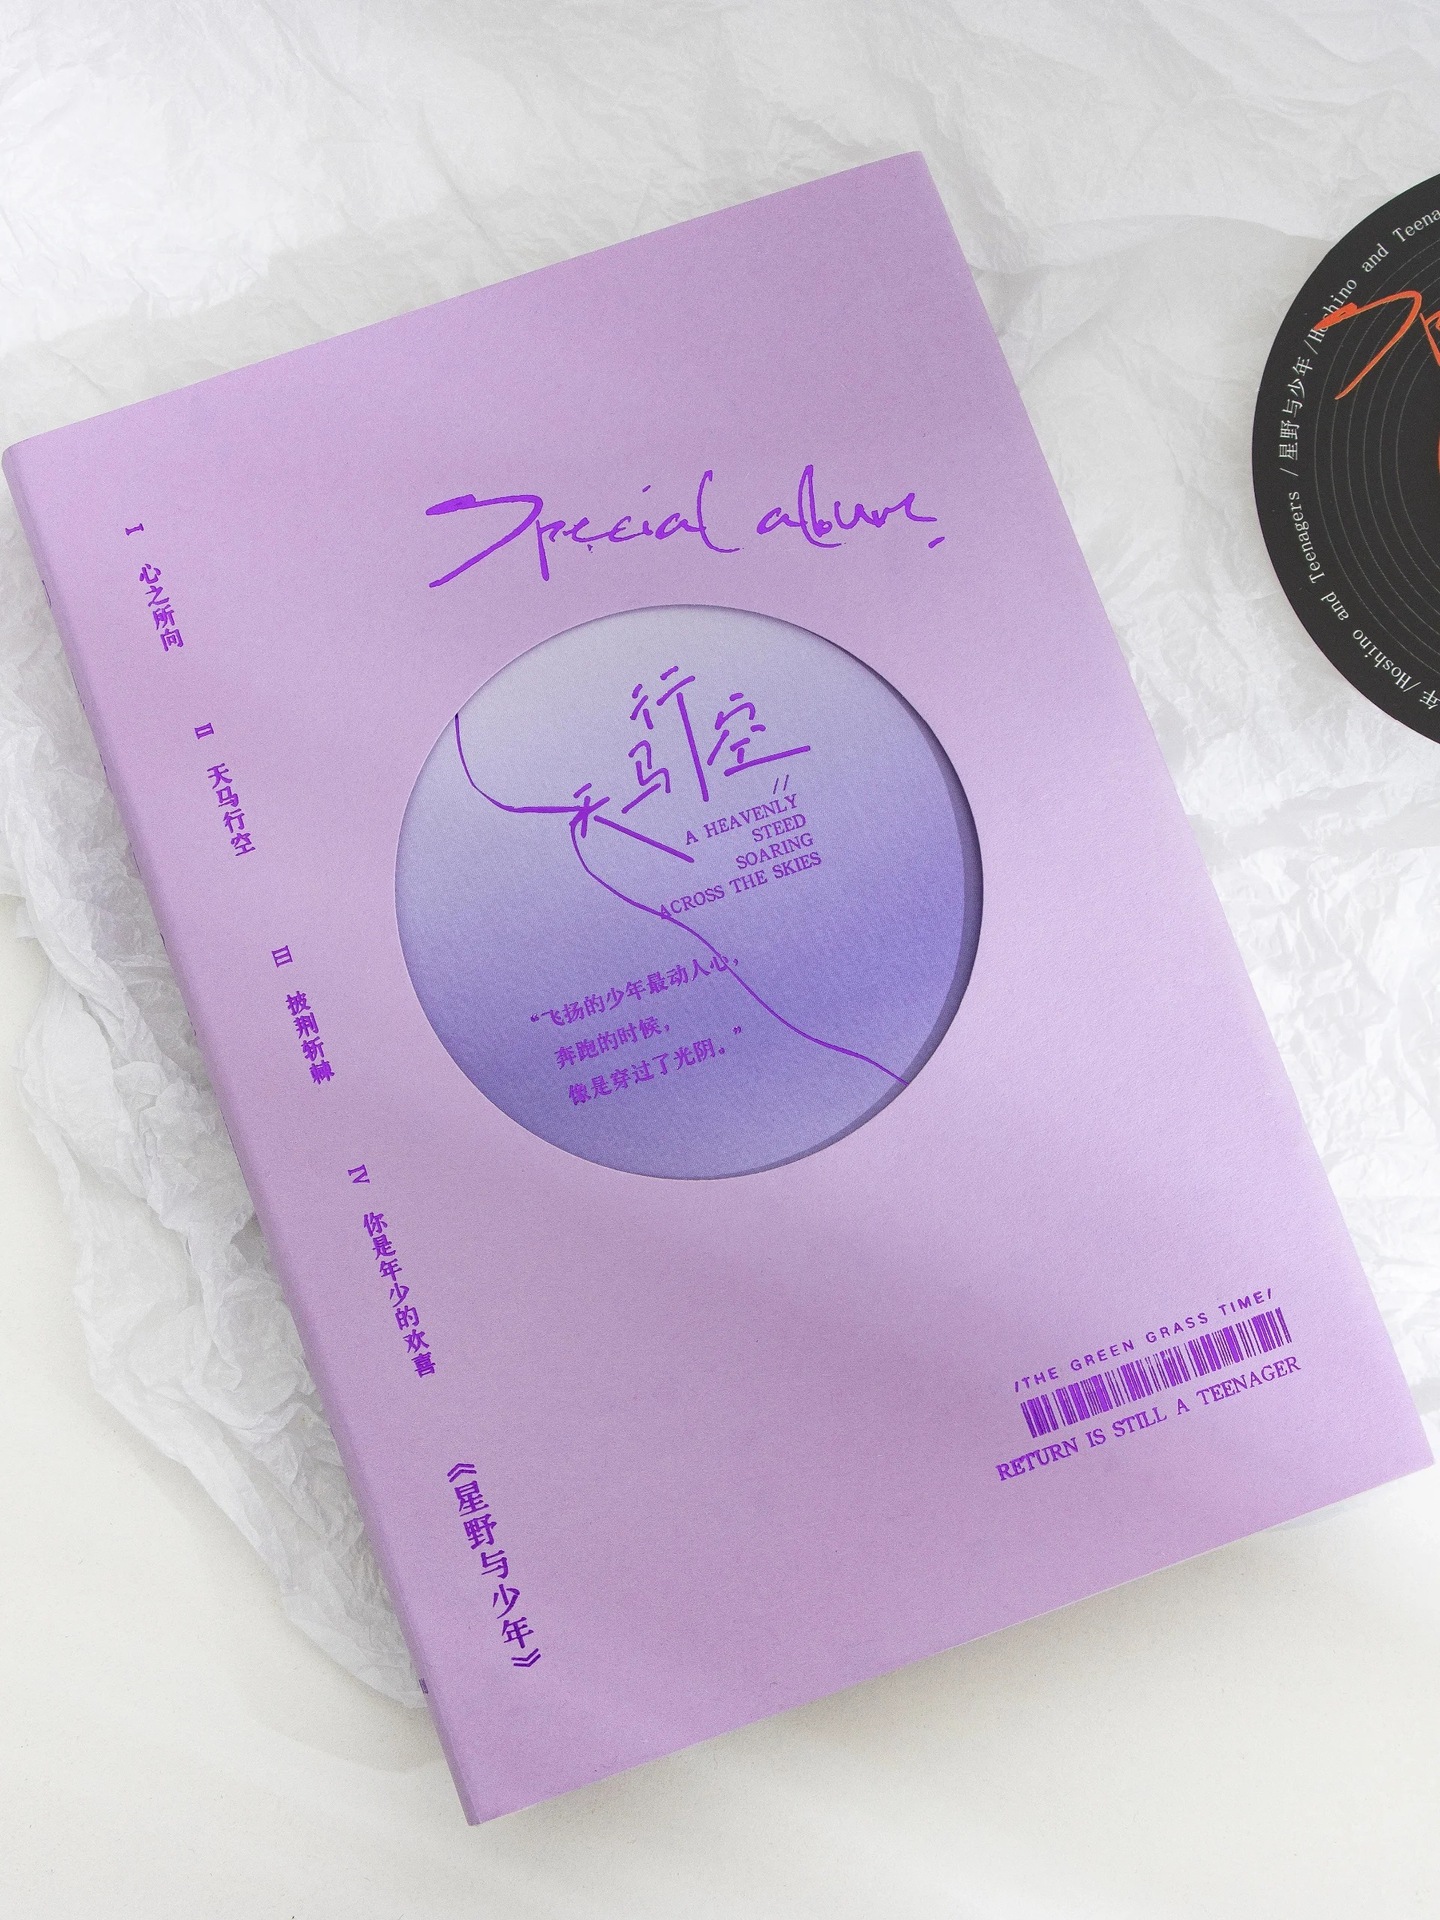 Special album.
I 心之所向
II 天马行空
III 披荆斩棘
IV 你是年少的欢喜
《星野与少年》
天马行空
//
A HEAVENLY
STEED
SOARING
ACROSS THE SKIES
“飞扬的少年最动人心，
奔跑的时候，
像是穿过了光阴。”
/THE GREEN GRASS TIME/
RETURN IS STILL A TEENAGER
年/Hoshino and Teenagers / 星野与少年 /Hoshino and